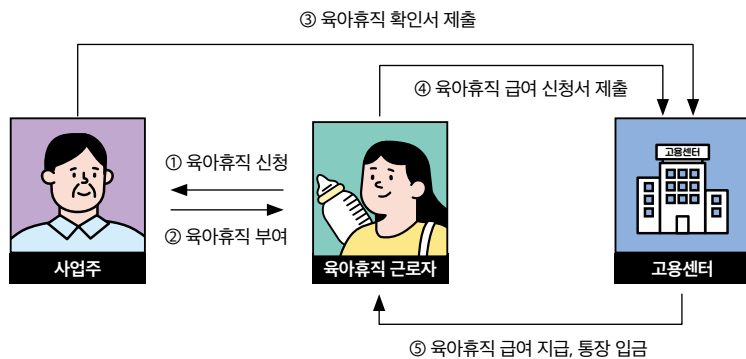 ③ 육아휴직 확인서 제출
④ 육아휴직 급여 신청서 제출
고용센터
① 육아휴직 신청
② 육아휴직 부여
사업주
육아휴직 근로자
고용센터
⑤ 육아휴직 급여 지급, 통장 입금